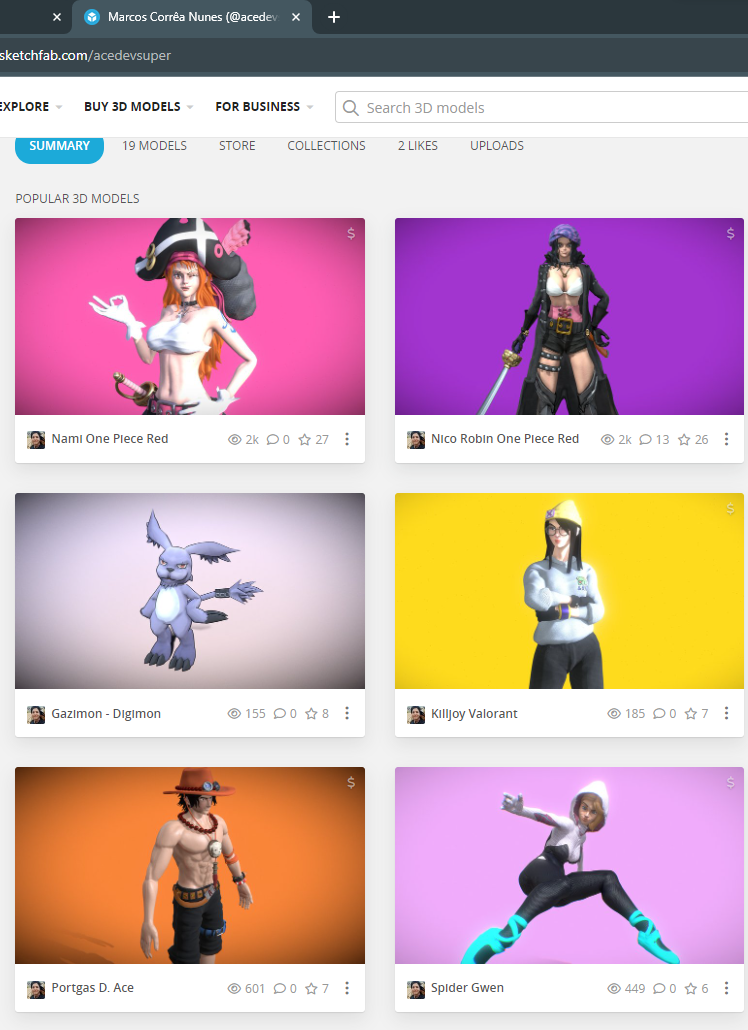 Marcos Corrêa Nunes (@acedev
sketchfab.com/acedevsuper
EXPLORE BUY 3D MODELS FOR BUSINESS Search 3D models
SUMMARY 19 MODELS STORE COLLECTIONS 2 LIKES UPLOADS
POPULAR 3D MODELS
$ $
Nami One Piece Red 2k 0 27
Nico Robin One Piece Red 2k 13 26
$
Gazimon - Digimon 155 0 8
Killjoy Valorant 185 0 7
$ $
Portgas D. Ace 601 0 7
Spider Gwen 449 0 6